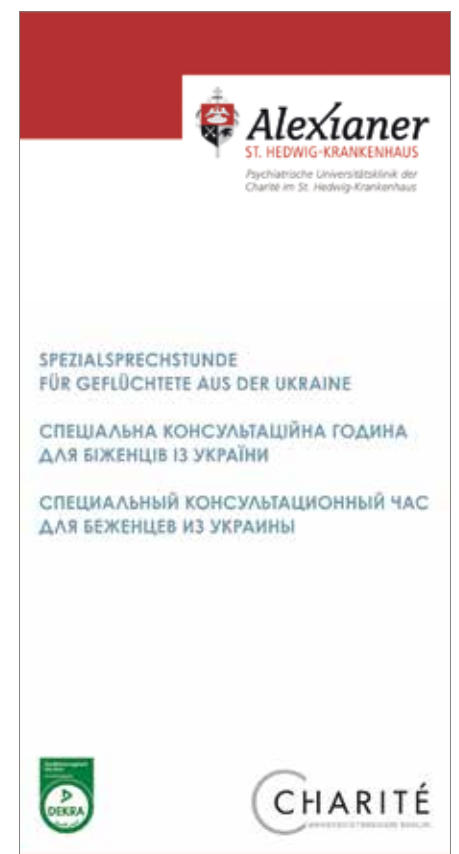 Alexianer
ST. HEDWIG-KRANKENHAUS
Psychiatrische Universitätsklinik der
Charité im St. Hedwig-Krankenhaus
SPEZIALSPRECHSTUNDE
FÜR GEFLÜCHTETE AUS DER UKRAINE
СПЕЦІАЛЬНА КОНСУЛЬТАЦІЙНА ГОДИНА
ДЛЯ БІЖЕНЦІВ ІЗ УКРАЇНИ
СПЕЦИАЛЬНЫЙ КОНСУЛЬТАЦИОННЫЙ ЧАС
ДЛЯ БЕЖЕНЦЕВ ИЗ УКРАИНЫ
DEKRA
CHARITÉ